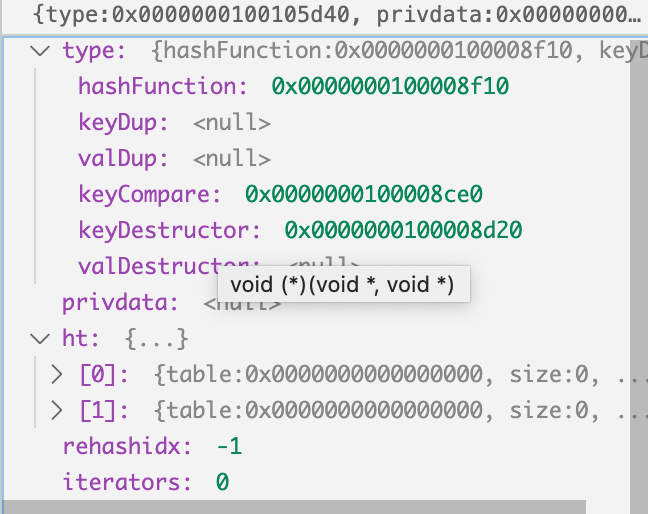 {type:0x0000000100105d40, privdata:0x00000000…
type: {hashFunction:0x0000000100008f10, keyD
hashFunction: 0x0000000100008f10
keyDup: <null>
valDup: <null>
keyCompare: 0x0000000100008ce0
keyDestructor: 0x0000000100008d20
valDestructor: <null>
void (*)(void *, void *)
privdata: <null>
ht: {...}
[0]: {table:0x0000000000000000, size:0, ...
[1]: {table:0x0000000000000000, size:0, ...
rehashidx: -1
iterators: 0